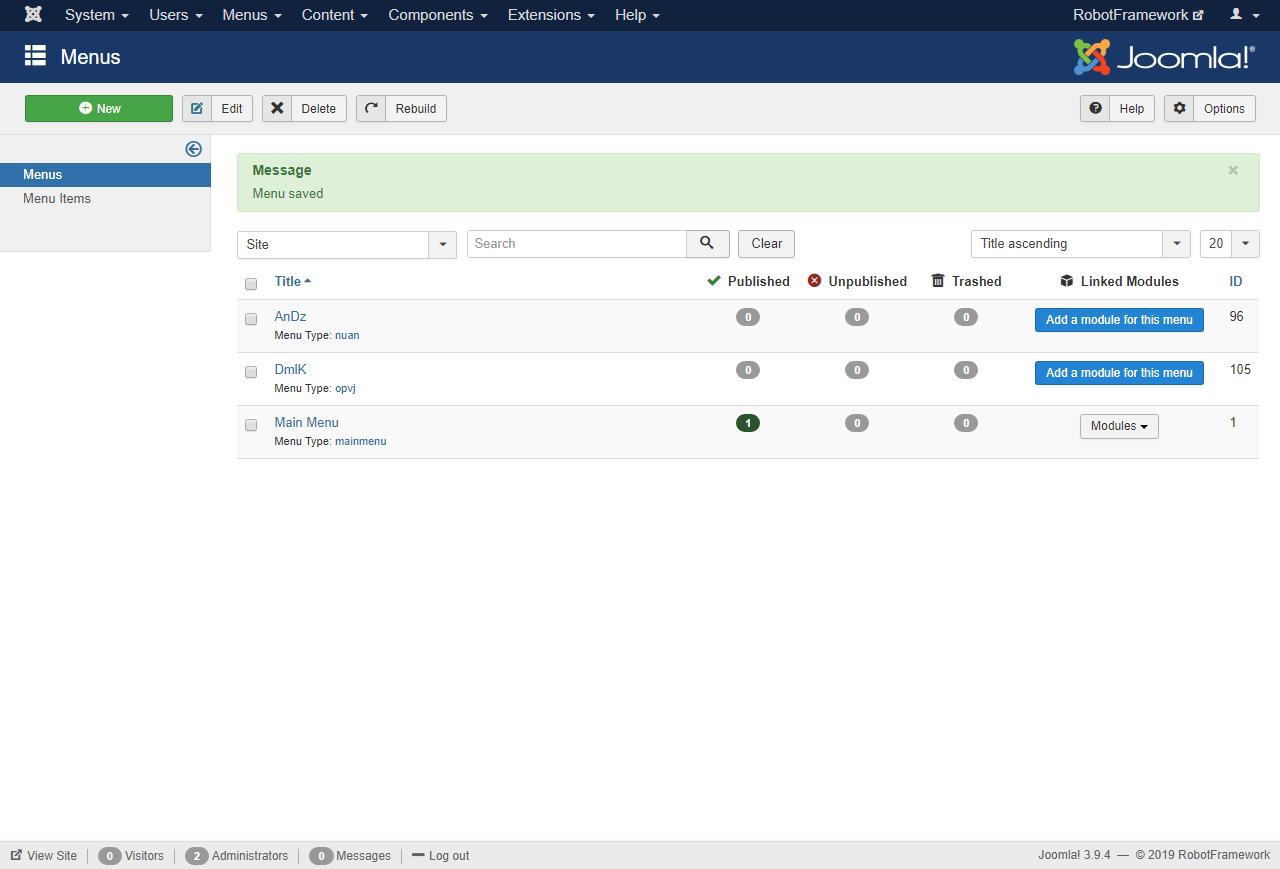 System Users Menus Content Components Extensions Help RobotFramework
Menus Joomla!®
New Edit Delete Rebuild Help Options
Menus
Menu Items
Message ×
Menu saved
Site Search Clear Title ascending 20
Title Published Unpublished Trashed Linked Modules ID
AnDz 0 0 0 Add a module for this menu 96
Menu Type: nuan
DmlK 0 0 0 Add a module for this menu 105
Menu Type: opvj
Main Menu 1 0 0 Modules 1
Menu Type: mainmenu
View Site 0 Visitors 2 Administrators 0 Messages Log out Joomla! 3.9.4 — © 2019 RobotFramework